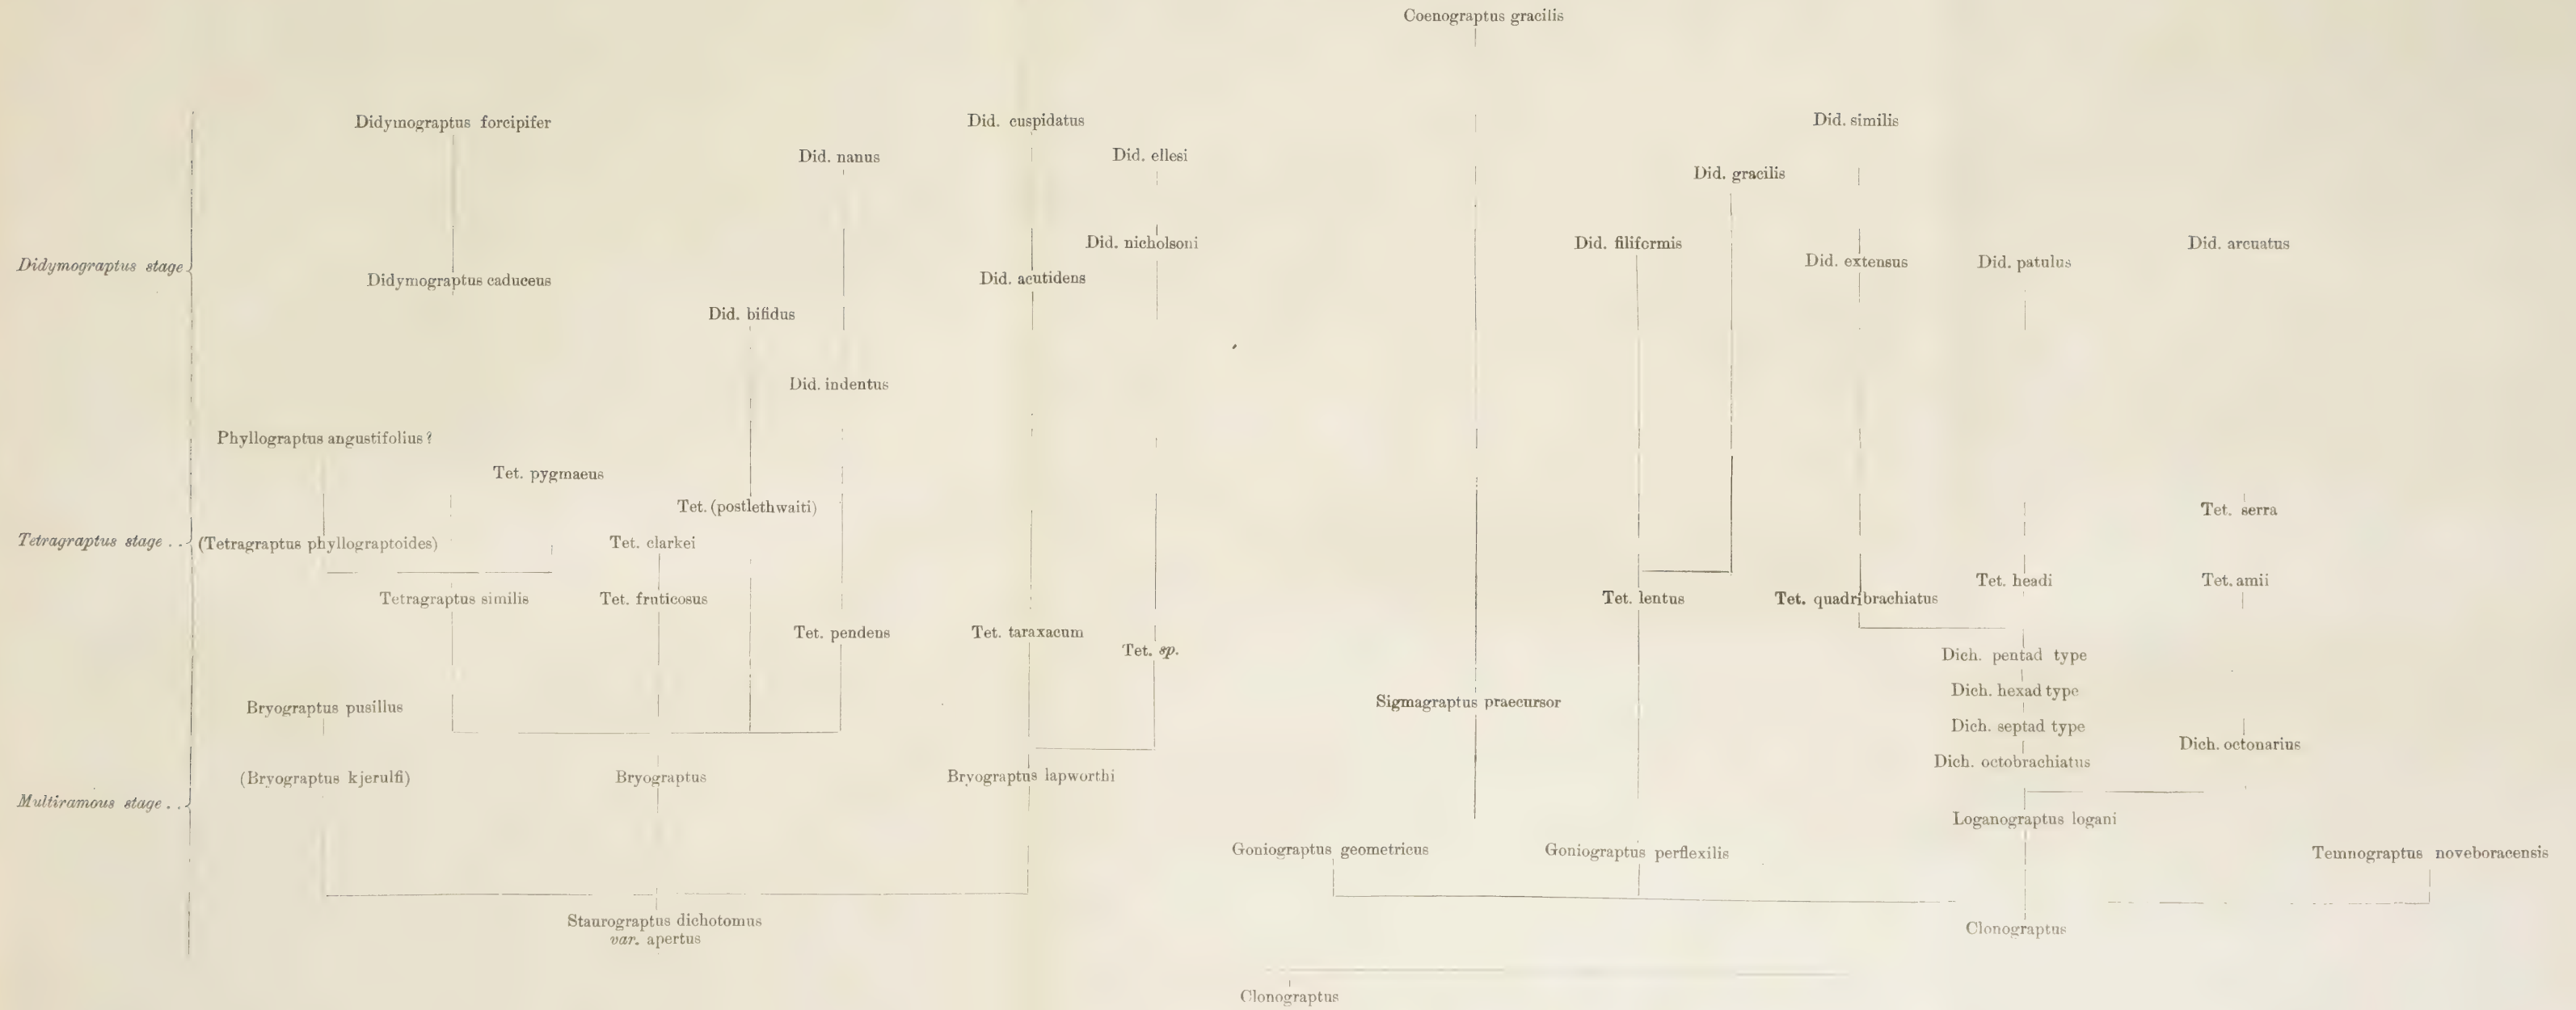 Coenograptus gracilis
Didymograptus forcipifer
Did. cuspidatus
Did. similis
Did. nanus
Did. ellesi
Did. gracilis
Did. nicholsoni
Did. filiformis
Did. arcuatus
Didymograptus stage
Did. extensus
Did. patulus
Didymograptus caduceus
Did. acutidens
Did. bifidus
Did. indentus
Phyllograptus angustifolius?
Tet. pygmaeus
Tet. (postlethwaiti)
Tet. serra
Tetragraptus stage . .
(Tetragraptus phyllograptoides)
Tet. clarkei
Tet. headi
Tet. amii
Tetragraptus similis
Tet. fruticosus
Tet. lentus
Tet. quadribrachiatus
Tet. pendens
Tet. taraxacum
Tet. sp.
Dich. pentad type
Dich. hexad type
Bryograptus pusillus
Sigmagraptus praecursor
Dich. septad type
Dich. octonarius
Dich. octobrachiatus
(Bryograptus kjerulfi)
Bryograptus
Bryograptus lapworthi
Multiramous stage . .
Loganograptus logani
Goniograptus geometricus
Goniograptus perflexilis
Temnograptus noveboracensis
Staurograptus dichotomus
var. apertus
Clonograptus
Clonograptus